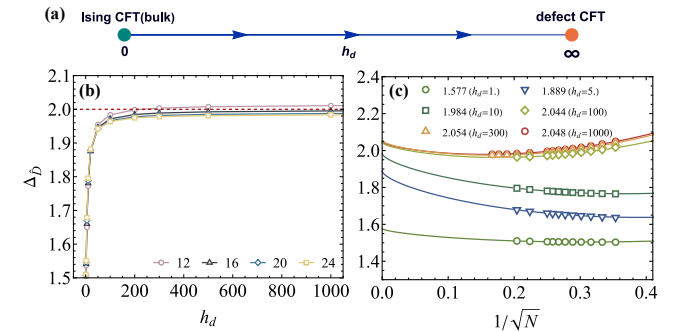 (a)
Ising CFT(bulk)
defect CFT
0
h_d
∞
(b)
2.0
1.9
1.8
1.7
1.6
1.5
2.1
Δ_D̂
12 16 20 24
0 200 400 600 800 1000
h_d
(c)
1.577 (h_d=1.) 1.889 (h_d=5.)
1.984 (h_d=10) 2.044 (h_d=100)
2.054 (h_d=300) 2.048 (h_d=1000)
2.4
2.2
2.0
1.8
1.6
1.4
0.0 0.1 0.2 0.3 0.4
1/√N